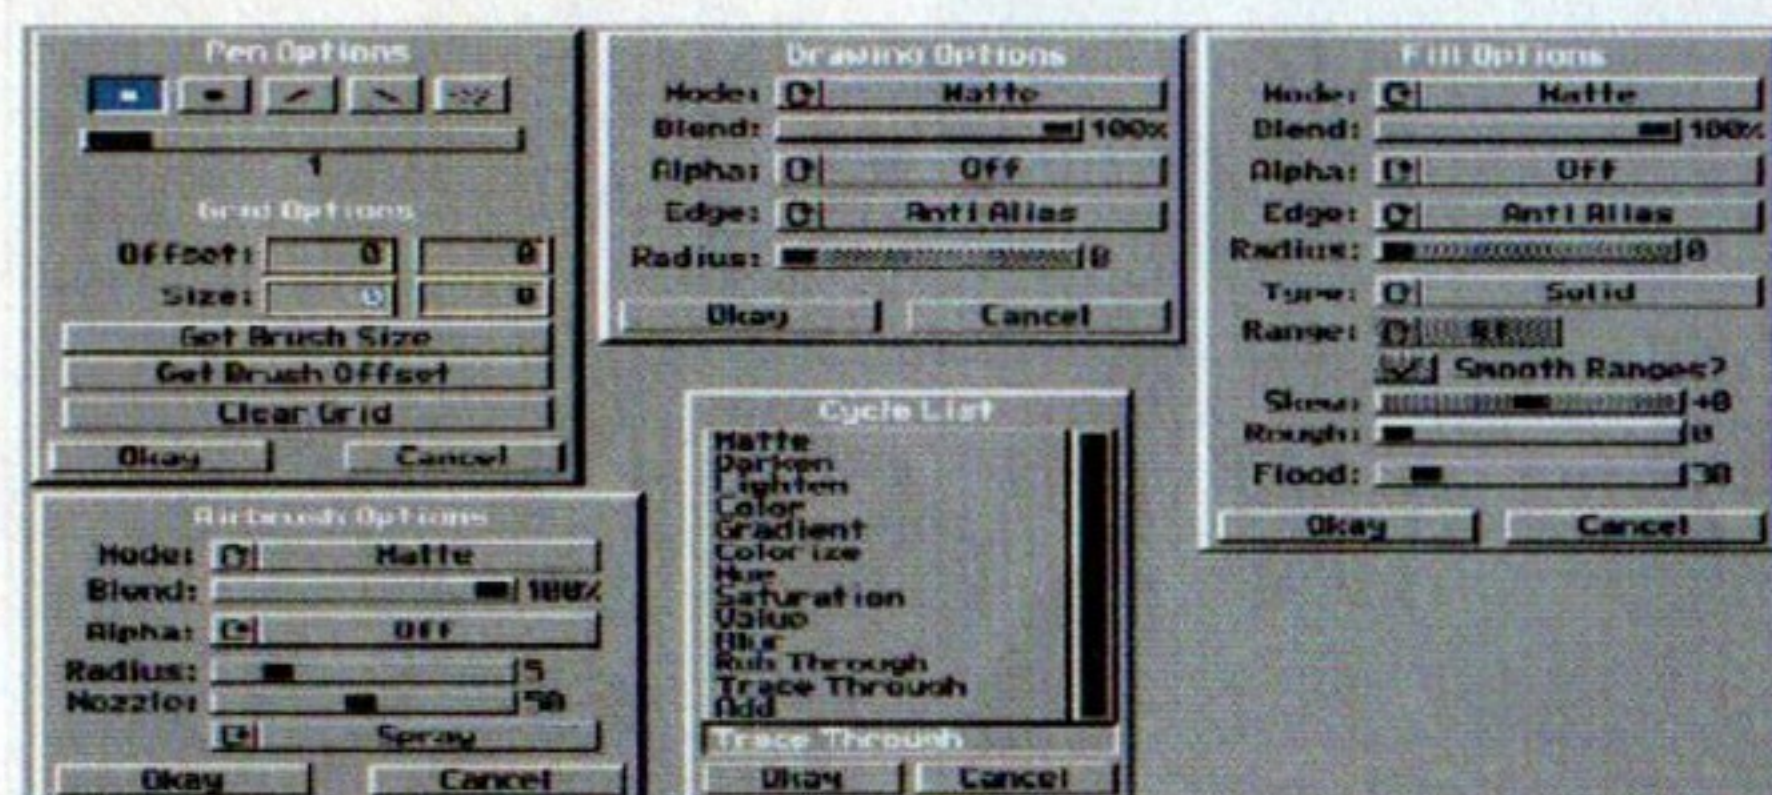 Pen Options
1
Grid Options
Offset: 0 0
Size: 0 0
Get Brush Size
Get Brush Offset
Clear Grid
Okay Cancel
Drawing Options
Mode: Matte
Blend: 100%
Alpha: Off
Edge: Anti Alias
Radius: 0
Okay Cancel
Fill Options
Mode: Matte
Blend: 100%
Alpha: Off
Edge: Anti Alias
Radius: 0
Type: Solid
Range:
Smooth Ranges?
Skew: +0
Rough: 0
Flood: 30
Okay Cancel
Airbrush Options
Mode: Matte
Blend: 100%
Alpha: Off
Radius: 5
Nozzle: 50
Spray
Okay Cancel
Cycle List
Matte
Darken
Lighten
Color
Gradient
Colorize
Hue
Saturation
Value
Blur
Rub Through
Trace Through
Add
Trace Through
Okay Cancel